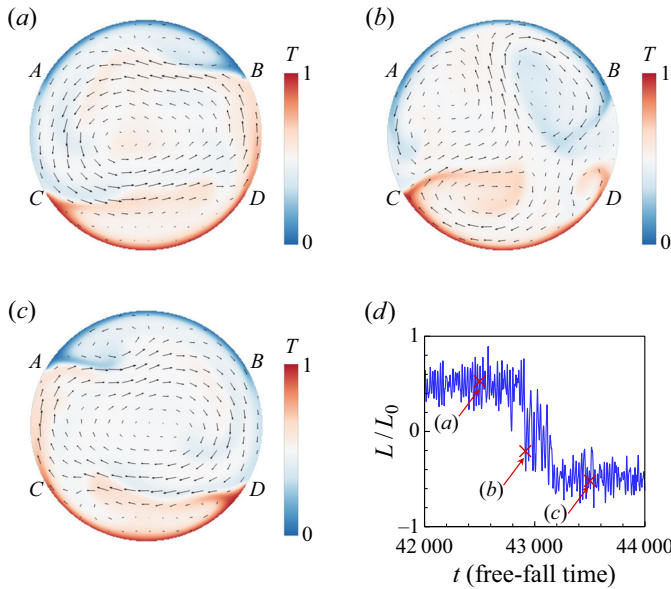 (a)
T
A
B
1
C
D
0
(b)
T
A
B
1
C
D
0
(c)
T
A
B
1
C
D
0
(d)
1
L / L0
0
(a)
(b)
(c)
−1
42 000 43 000 44 000
t (free-fall time)